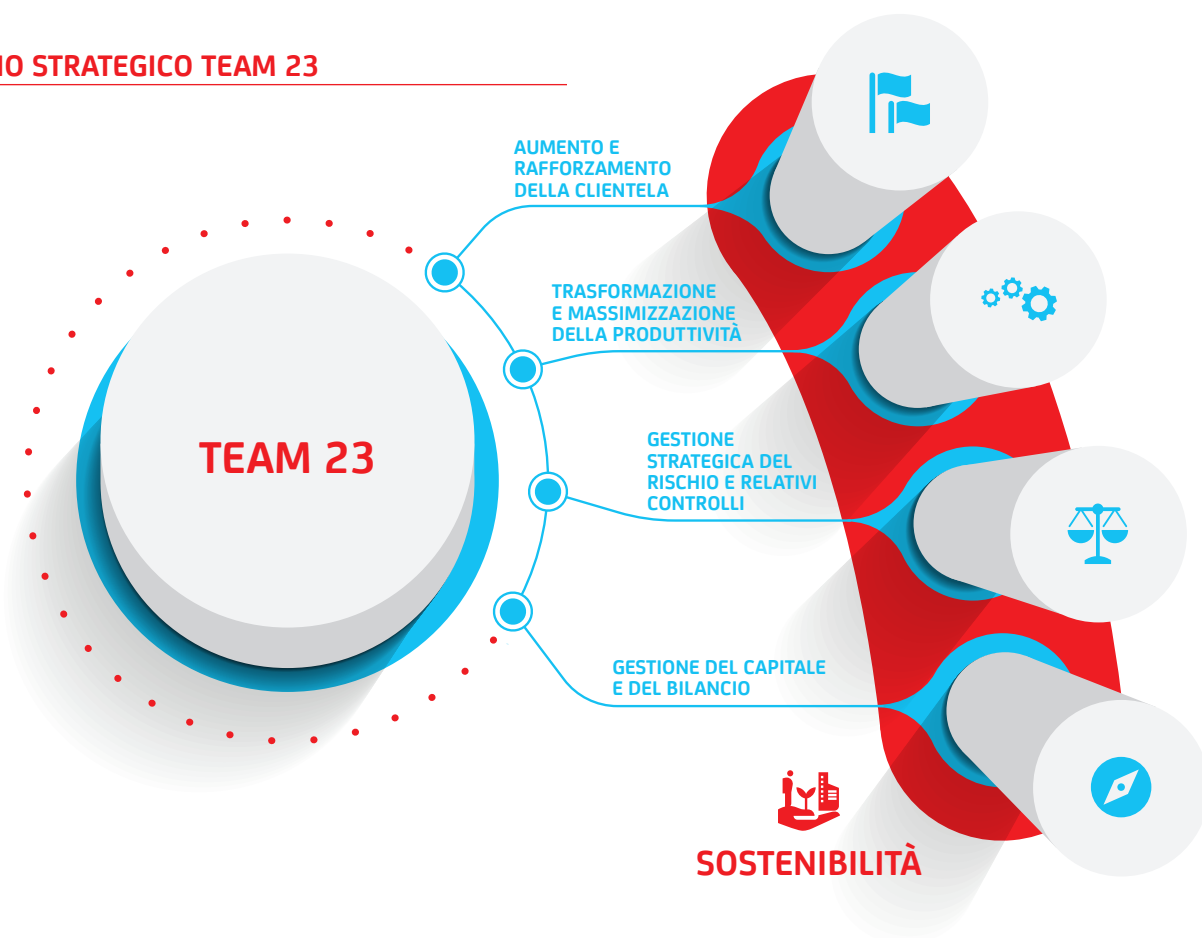 STRATEGICO TEAM 23
AUMENTO E
RAFFORZAMENTO
DELLA CLIENTELA
TRASFORMAZIONE
E MASSIMIZZAZIONE
DELLA PRODUTTIVITÀ
TEAM 23
GESTIONE
STRATEGICA DEL
RISCHIO E RELATIVI
CONTROLLI
GESTIONE DEL CAPITALE
E DEL BILANCIO
SOSTENIBILITÀ